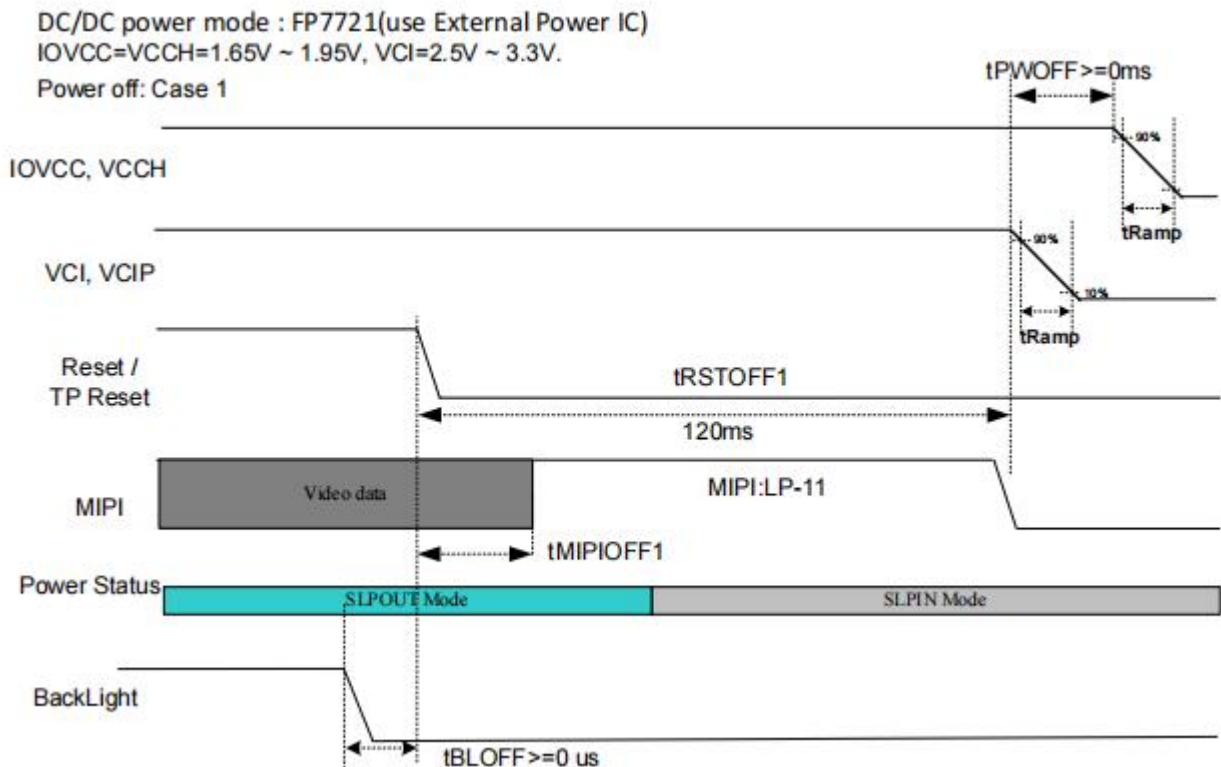 DC/DC power mode : FP7721(use External Power IC)
IOVCC=VCCH=1.65V ~ 1.95V, VCI=2.5V ~ 3.3V.
Power off: Case 1
tPWOFF>=0ms
IOVCC, VCCH
90%
tRamp
VCI, VCIP
90%
10%
tRamp
Reset /
TP Reset
tRSTOFF1
120ms
MIPI
Video data
MIPI:LP-11
tMIPIOFF1
Power Status
SLPOUT Mode
SLPIN Mode
BackLight
tBLOFF>=0 us